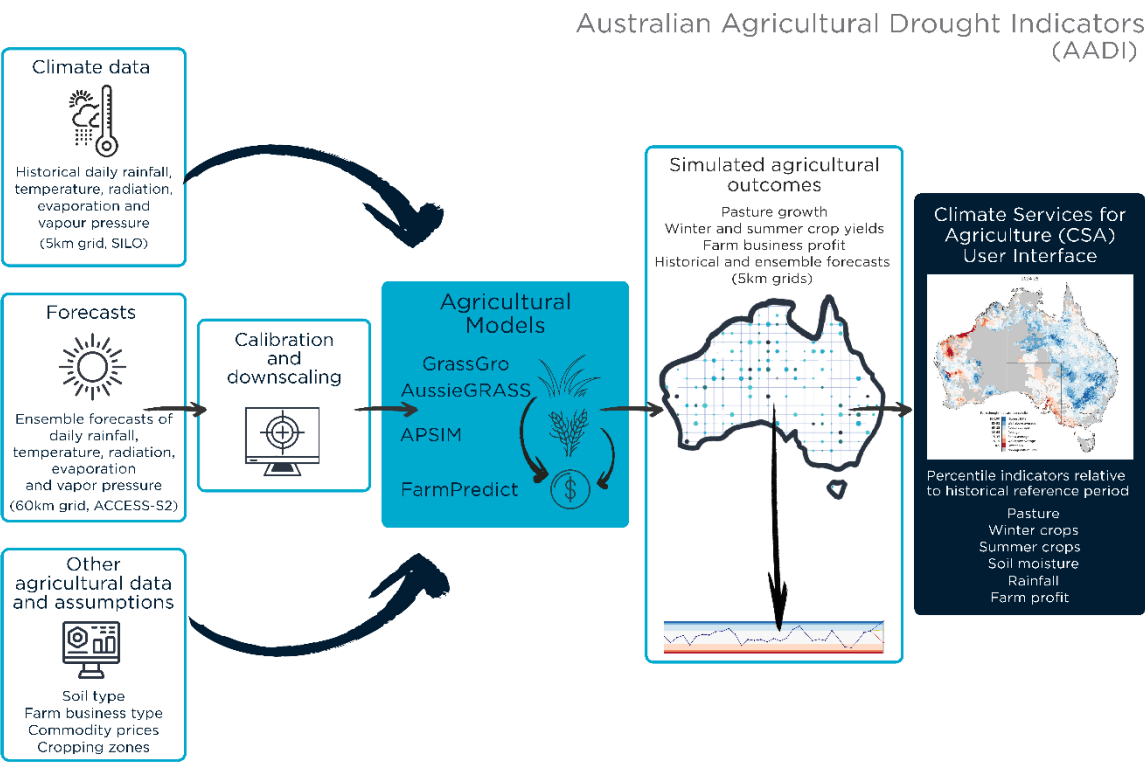 Australian Agricultural Drought Indicators
(AADI)
Climate data
Historical daily rainfall,
temperature, radiation,
evaporation and
vapour pressure
(5km grid, SILO)
Forecasts
Ensemble forecasts of
daily rainfall,
temperature, radiation,
evaporation
and vapor pressure
(60km grid, ACCESS-S2)
Other
agricultural data
and assumptions
Soil type
Farm business type
Commodity prices
Cropping zones
Calibration
and
downscaling
Agricultural
Models
GrassGro
AussieGRASS
APSIM
FarmPredict
$
Simulated agricultural
outcomes
Pasture growth
Winter and summer crop yields
Farm business profit
Historical and ensemble forecasts
(5km grids)
Climate Services for
Agriculture (CSA)
User Interface
Percentile indicators relative
to historical reference period
Pasture
Winter crops
Summer crops
Soil moisture
Rainfall
Farm profit